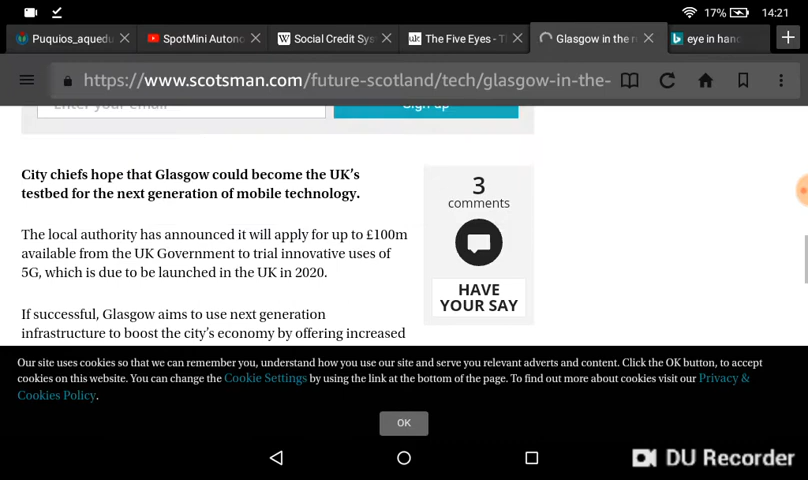 17% 14:21
Puquios_aquedu
SpotMini Autono
W Social Credit Sys
uk The Five Eyes - T
Glasgow in the r
eye in hand
https://www.scotsman.com/future-scotland/tech/glasgow-in-the-
Enter your email
Sign up
City chiefs hope that Glasgow could become the UK's
testbed for the next generation of mobile technology.
3
comments
HAVE
YOUR SAY
The local authority has announced it will apply for up to £100m
available from the UK Government to trial innovative uses of
5G, which is due to be launched in the UK in 2020.
If successful, Glasgow aims to use next generation
infrastructure to boost the city's economy by offering increased
Our site uses cookies so that we can remember you, understand how you use our site and serve you relevant adverts and content. Click the OK button, to accept
cookies on this website. You can change the Cookie Settings by using the link at the bottom of the page. To find out more about cookies visit our Privacy &
Cookies Policy.
OK
DU Recorder